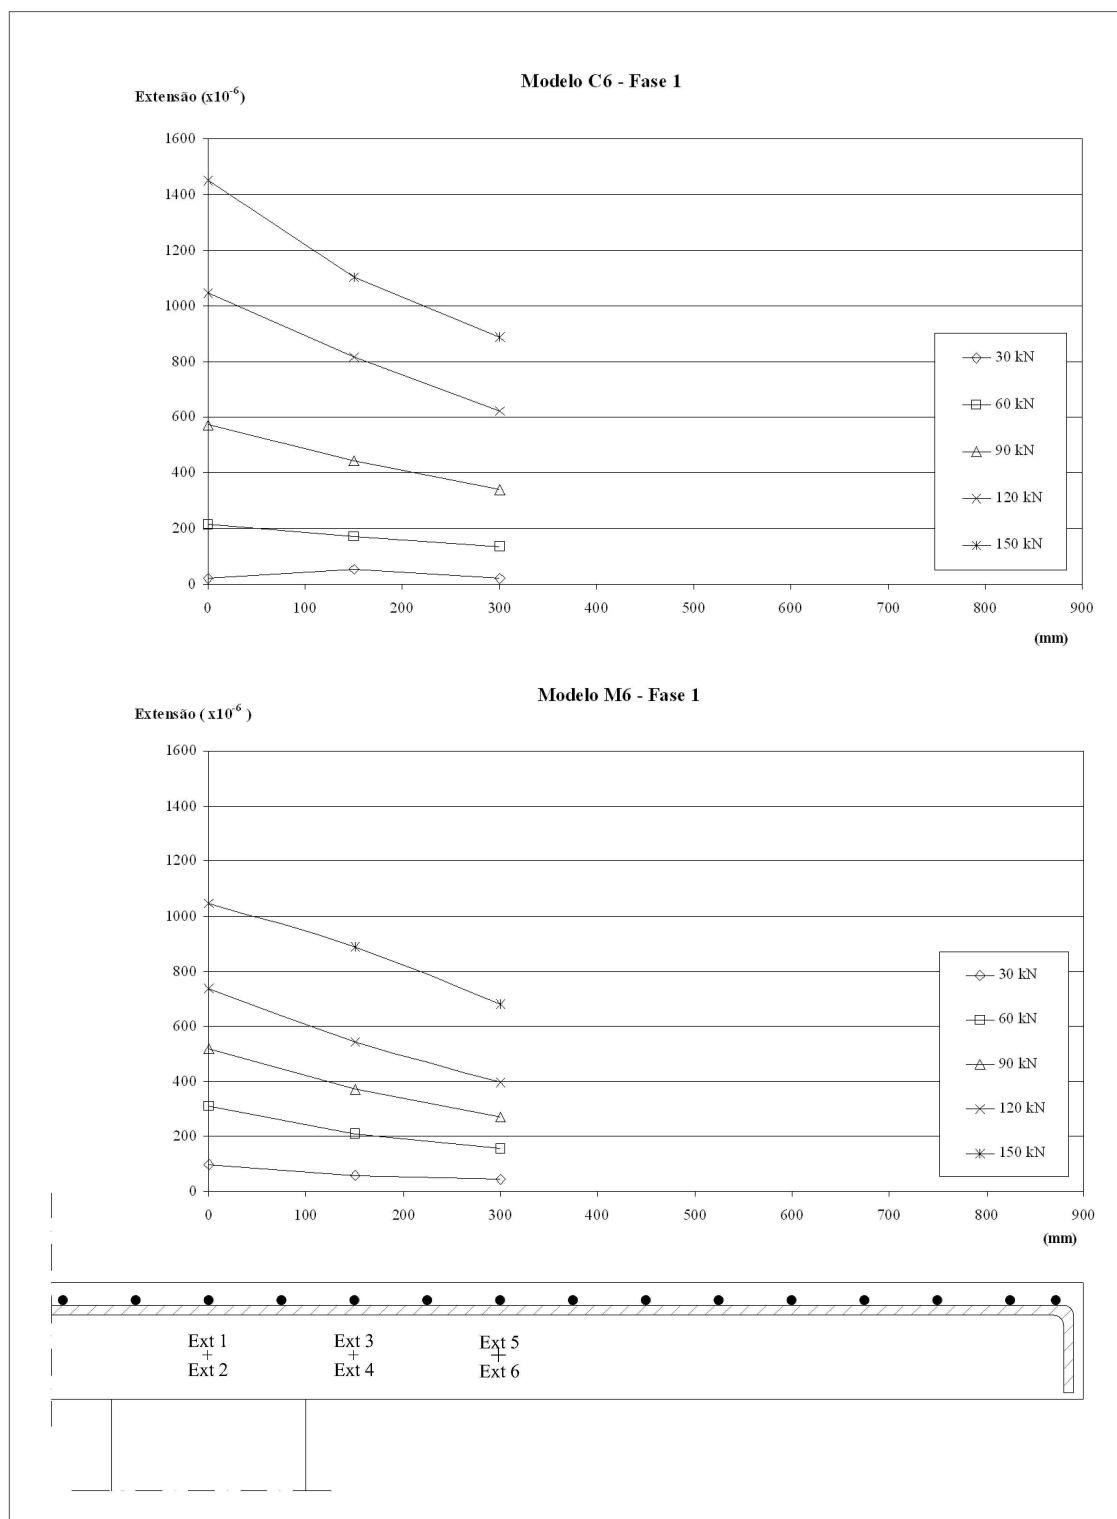 Modelo C6 - Fase 1
Extensão (x10⁻⁶)
1600
1400
1200
1000
800
600
400
200
0
0 100 200 300 400 500 600 700 800 900
(mm)
30 kN
60 kN
90 kN
120 kN
150 kN
Modelo M6 - Fase 1
Extensão ( x10⁻⁶ )
1600
1400
1200
1000
800
600
400
200
0
0 100 200 300 400 500 600 700 800 900
(mm)
30 kN
60 kN
90 kN
120 kN
150 kN
Ext 1 Ext 3 Ext 5
Ext 2 Ext 4 Ext 6